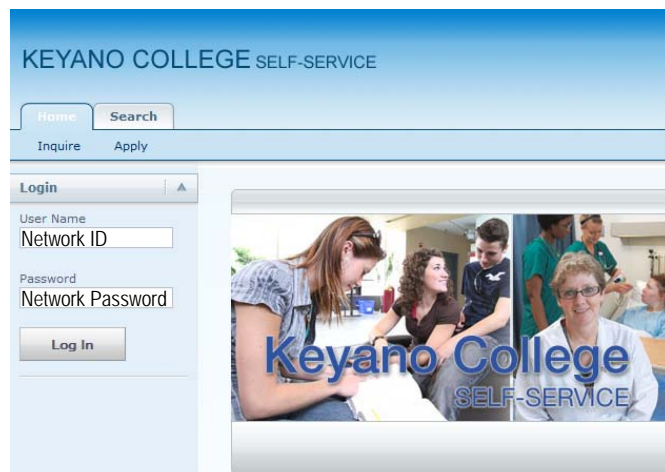 KEYANO COLLEGE SELF-SERVICE
Home Search
Inquire Apply
Login
User Name
Network ID
Password
Network Password
Log In
Keyano College
SELF-SERVICE